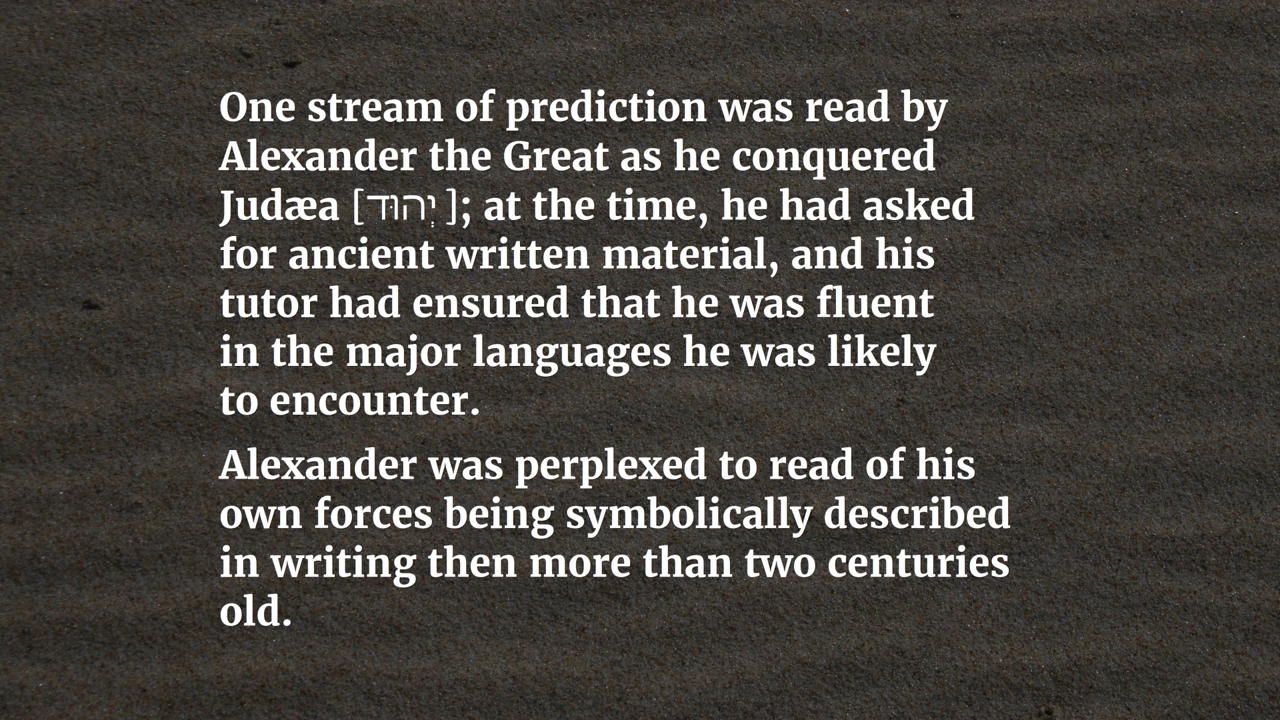 One stream of prediction was read by
Alexander the Great as he conquered
Judæa [יְהוּד ]; at the time, he had asked
for ancient written material, and his
tutor had ensured that he was fluent
in the major languages he was likely
to encounter.
Alexander was perplexed to read of his
own forces being symbolically described
in writing then more than two centuries
old.